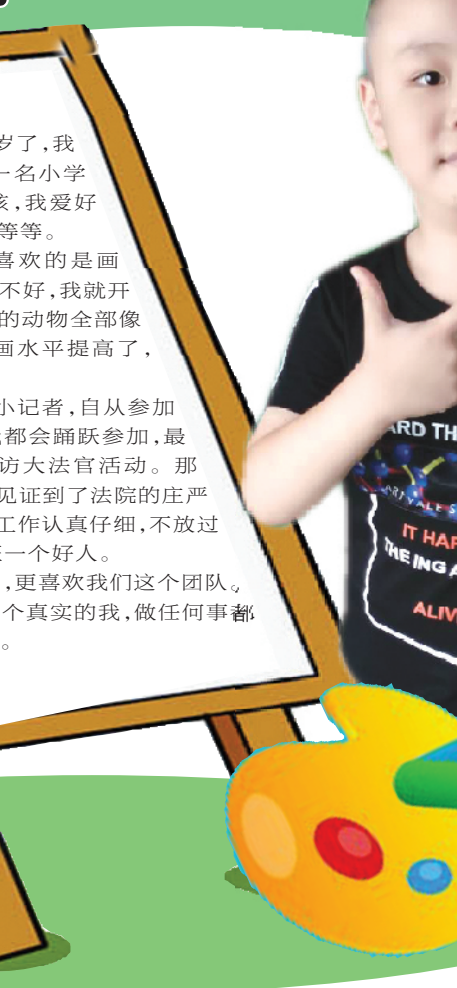 岁了,我
一名小学
,我爱好
等等。
喜欢的是画
不好,我就开
的动物全部像
画水平提高了,
小记者,自从参加
都会踊跃参加,最
访大法官活动。那
见证到了法院的庄严
工作认真仔细,不放过
一个好人。
,更喜欢我们这个团队。
个真实的我,做任何事都
。
ARD TH
IT HAP
THE ING A
ALIV